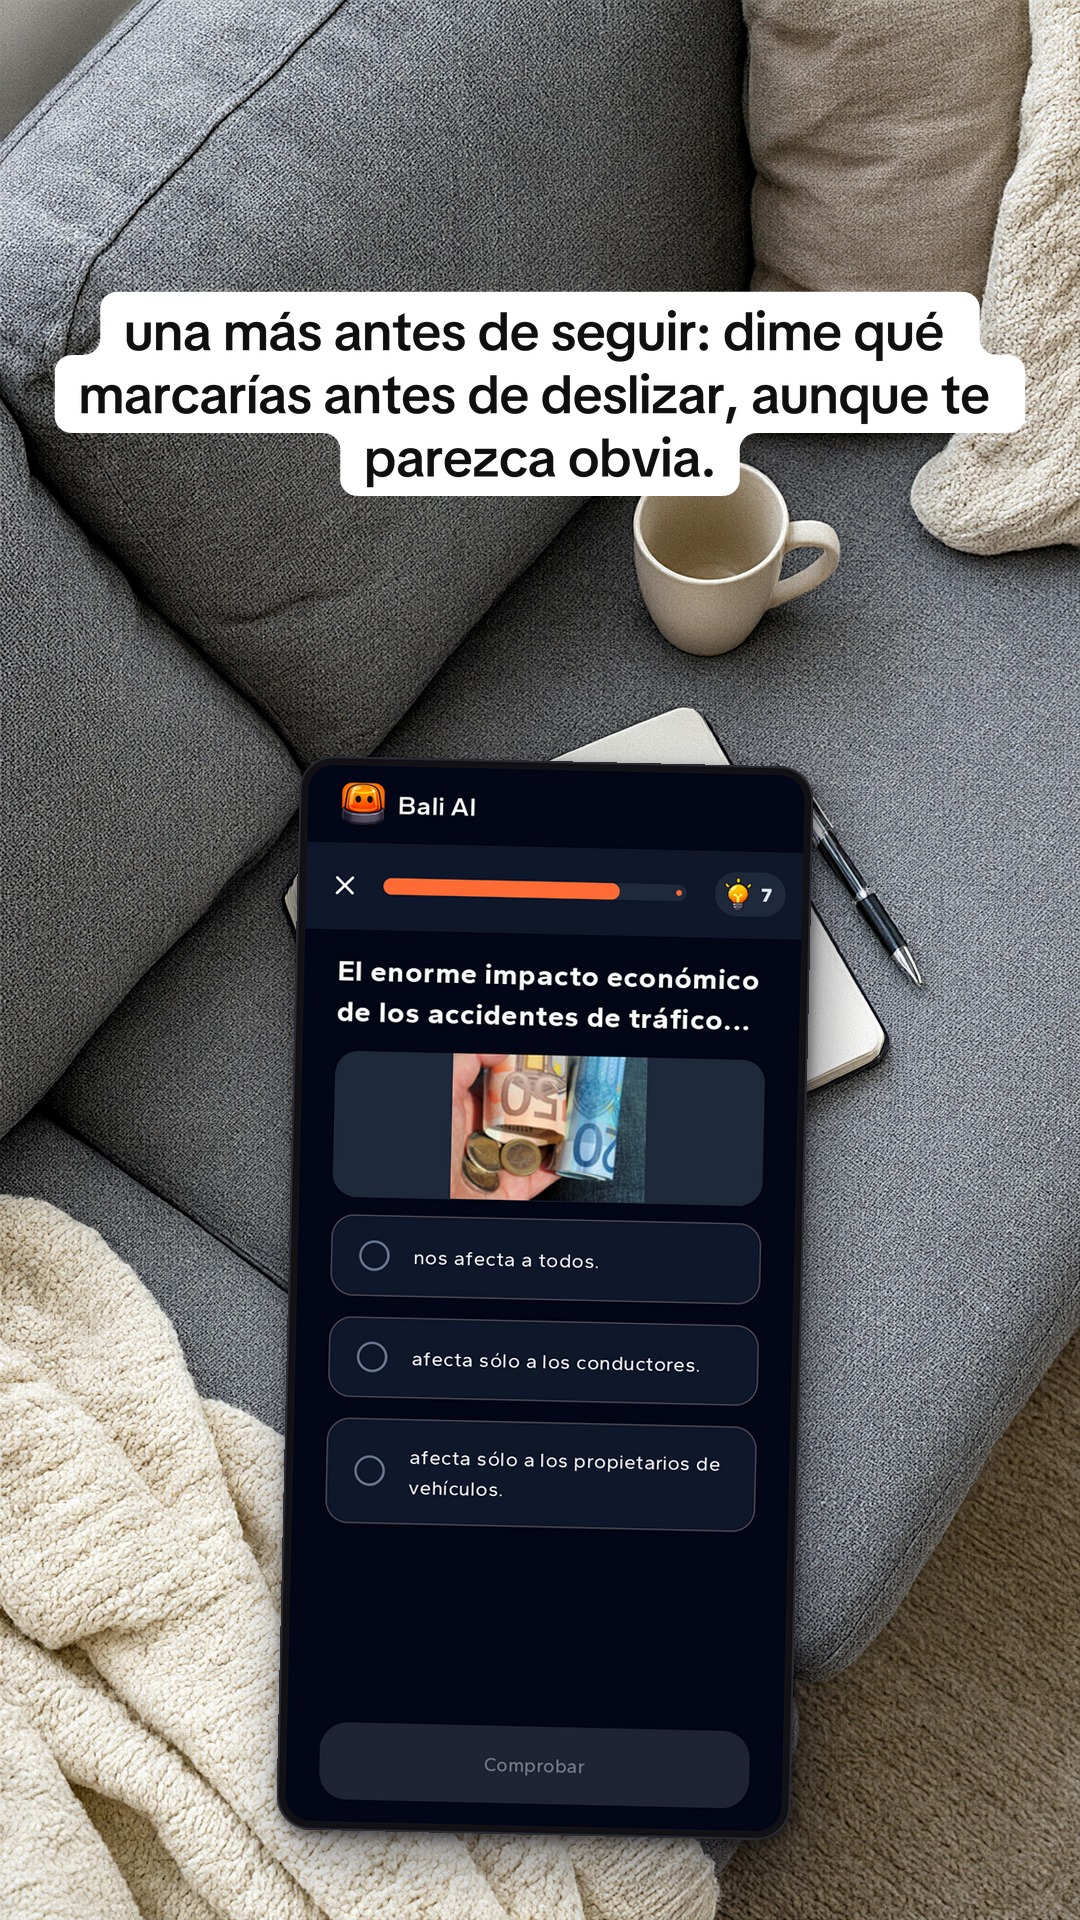 una más antes de seguir: dime qué
marcarías antes de deslizar, aunque te
parezca obvia.
Bali AI
7
El enorme impacto económico
de los accidentes de tráfico...
50
20
nos afecta a todos.
afecta sólo a los conductores.
afecta sólo a los propietarios de
vehículos.
Comprobar